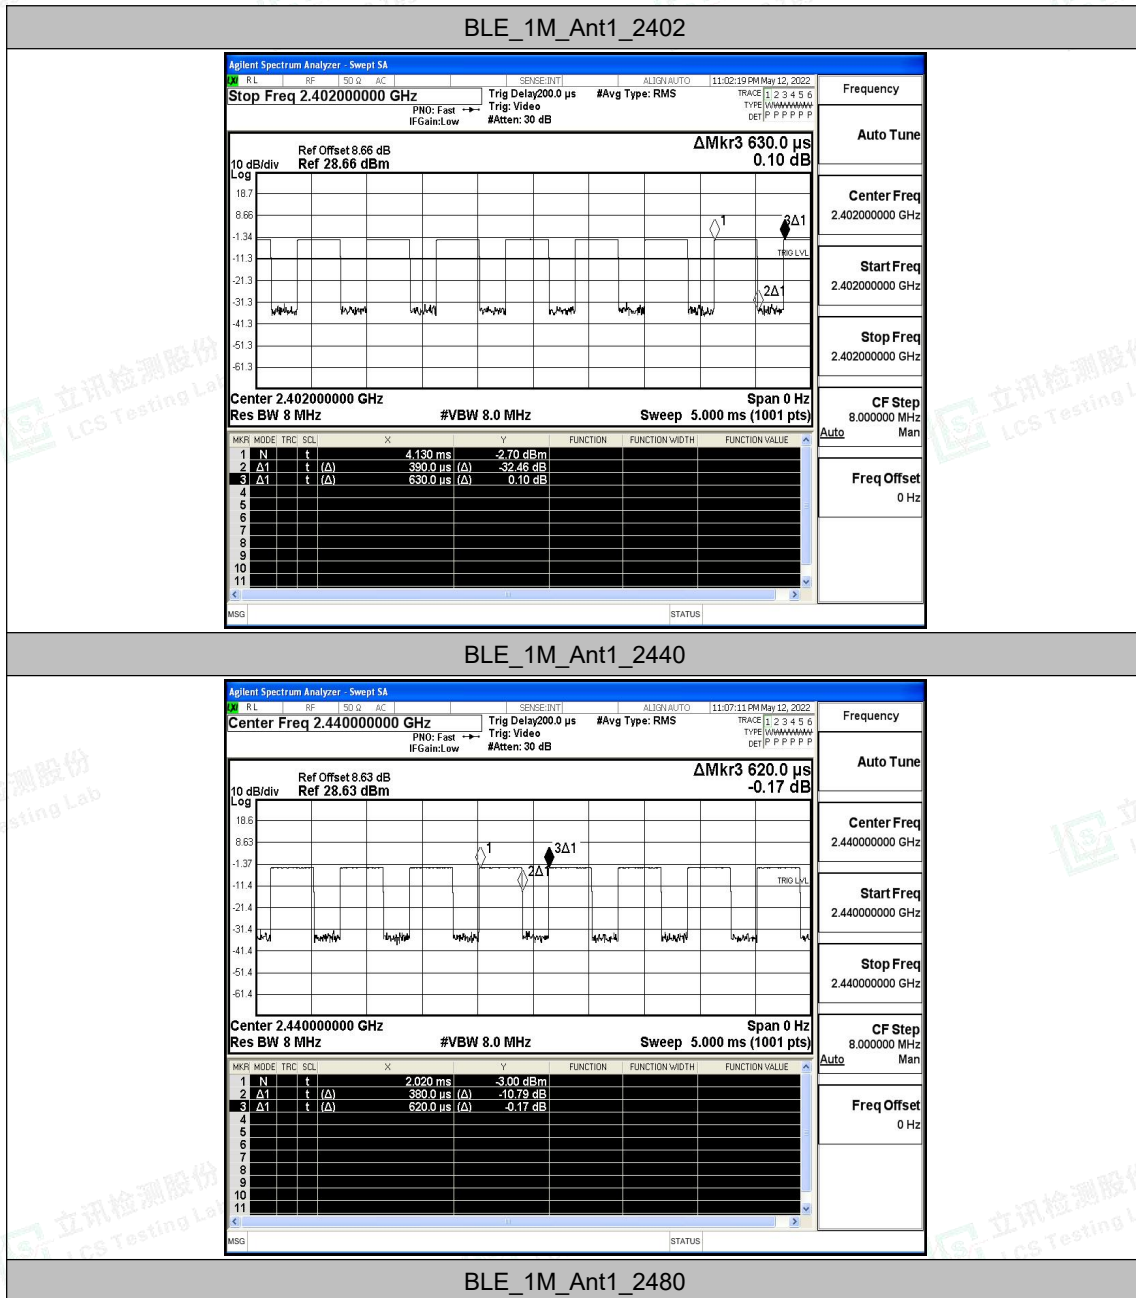 BLE_1M_Ant1_2402
Agilent Spectrum Analyzer - Swept SA
RL RF 50 Ω AC SENSE:INT ALIGN AUTO 11:02:19 PM May 12, 2022
Stop Freq 2.402000000 GHz
PNO: Fast
IFGain:Low
Trig Delay200.0 µs
Trig: Video
#Atten: 30 dB
#Avg Type: RMS
TRACE 1 2 3 4 5 6
TYPE
DET P P P P P P
Ref Offset 8.66 dB
10 dB/div Ref 28.66 dBm
Log
ΔMkr3 630.0 µs
0.10 dB
18.7
8.66
-1.34
-11.3
-21.3
-31.3
-41.3
-51.3
-61.3
1
3Δ1
TRIG LVL
2Δ1
Center 2.402000000 GHz Span 0 Hz
Res BW 8 MHz #VBW 8.0 MHz Sweep 5.000 ms (1001 pts)
MKR MODE TRC SCL X Y FUNCTION FUNCTION WIDTH FUNCTION VALUE
1 N t 4.130 ms -2.70 dBm
2 Δ1 t (Δ) 390.0 µs (Δ) -32.46 dB
3 Δ1 t (Δ) 630.0 µs (Δ) 0.10 dB
4
5
6
7
8
9
10
11
MSG STATUS
Frequency
Auto Tune
Center Freq
2.402000000 GHz
Start Freq
2.402000000 GHz
Stop Freq
2.402000000 GHz
CF Step
8.000000 MHz
Auto Man
Freq Offset
0 Hz
BLE_1M_Ant1_2440
Agilent Spectrum Analyzer - Swept SA
RL RF 50 Ω AC SENSE:INT ALIGN AUTO 11:07:11 PM May 12, 2022
Center Freq 2.440000000 GHz
PNO: Fast
IFGain:Low
Trig Delay200.0 µs
Trig: Video
#Atten: 30 dB
#Avg Type: RMS
TRACE 1 2 3 4 5 6
TYPE
DET P P P P P P
Ref Offset 8.63 dB
10 dB/div Ref 28.63 dBm
Log
ΔMkr3 620.0 µs
-0.17 dB
18.6
8.63
-1.37
-11.4
-21.4
-31.4
-41.4
-51.4
-61.4
1
3Δ1
2Δ1
TRIG LVL
Center 2.440000000 GHz Span 0 Hz
Res BW 8 MHz #VBW 8.0 MHz Sweep 5.000 ms (1001 pts)
MKR MODE TRC SCL X Y FUNCTION FUNCTION WIDTH FUNCTION VALUE
1 N t 2.020 ms -3.00 dBm
2 Δ1 t (Δ) 380.0 µs (Δ) -10.79 dB
3 Δ1 t (Δ) 620.0 µs (Δ) -0.17 dB
4
5
6
7
8
9
10
11
MSG STATUS
Frequency
Auto Tune
Center Freq
2.440000000 GHz
Start Freq
2.440000000 GHz
Stop Freq
2.440000000 GHz
CF Step
8.000000 MHz
Auto Man
Freq Offset
0 Hz
BLE_1M_Ant1_2480
立讯检测股份
LCS Testing Lab